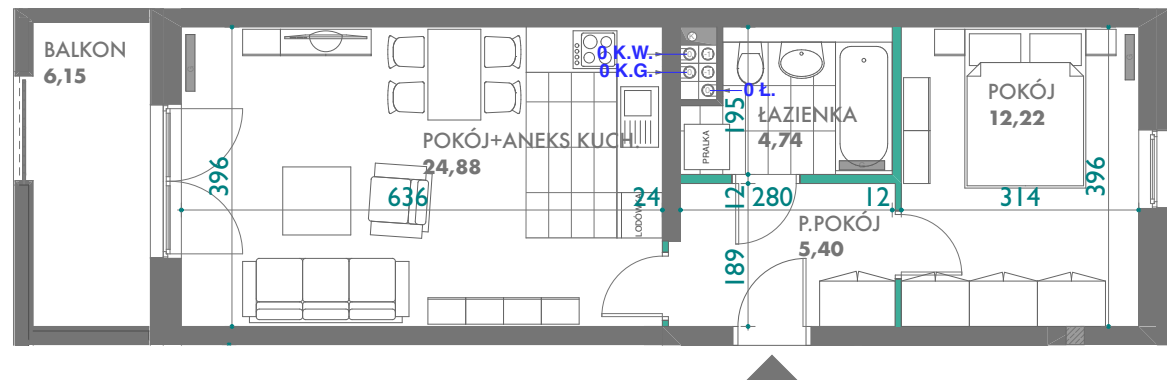 BALKON
6,15
POKÓJ+ANEKS KUCH.
24,88
396
636
24
LODÓWKA
0 K.W.
0 K.G.
0 Ł.
195
ŁAZIENKA
4,74
PRALKA
12
280
12
189
P.POKÓJ
5,40
POKÓJ
12,22
396
314